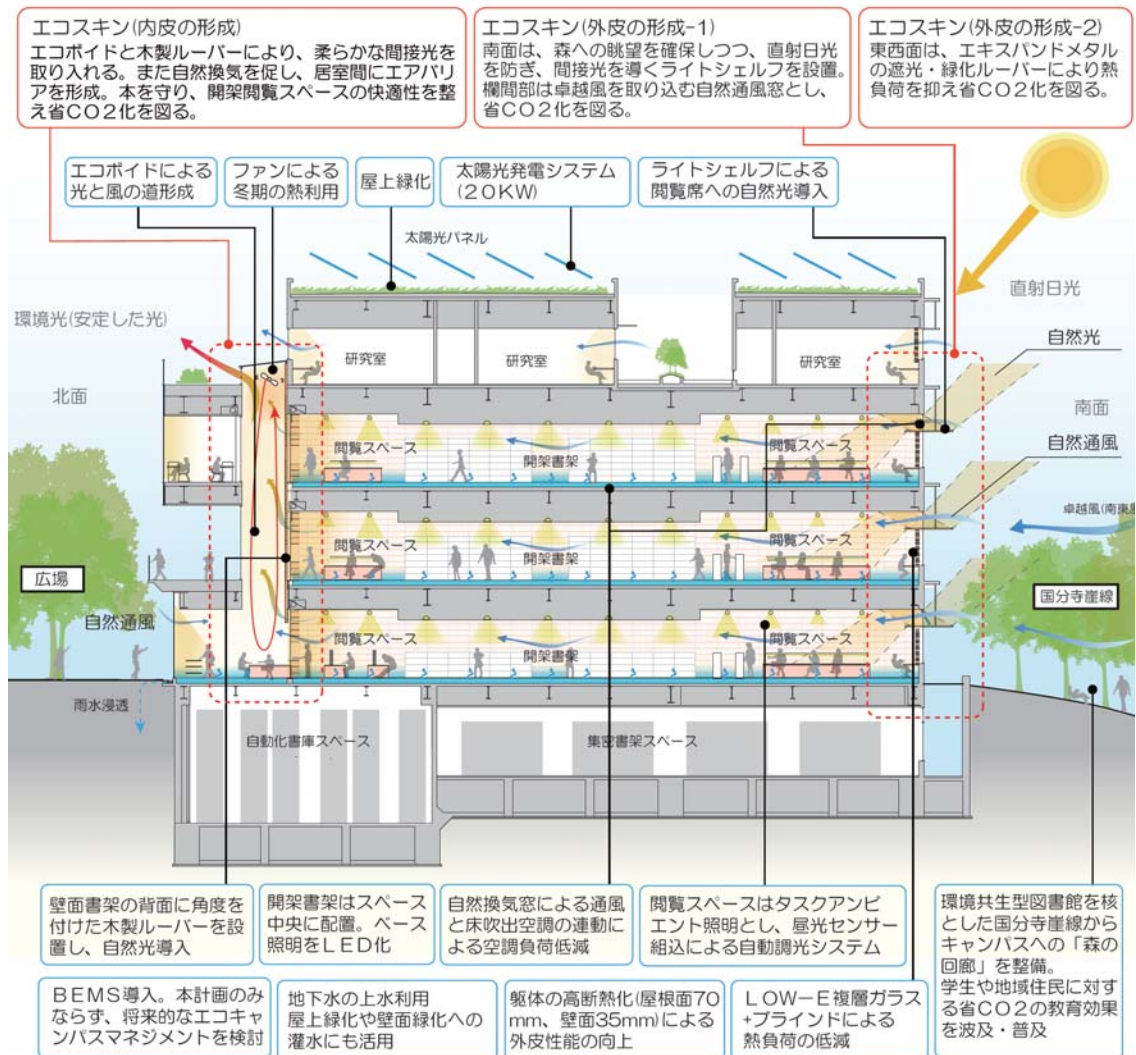 エコスキン(内皮の形成)
エコボイドと木製ルーバーにより、柔らかな間接光を
取り入れる。また自然換気を促し、居室間にエアバリ
アを形成。本を守り、開架閲覧スペースの快適性を整
え省CO2化を図る。
エコスキン(外皮の形成-1)
南面は、森への眺望を確保しつつ、直射日光
を防ぎ、間接光を導くライトシェルフを設置。
欄間部は卓越風を取り込む自然通風窓とし、
省CO2化を図る。
エコスキン(外皮の形成-2)
東西面は、エキスパンドメタル
の遮光・緑化ルーバーにより熱
負荷を抑え省CO2化を図る。
エコボイドによる
光と風の道形成
ファンによる
冬期の熱利用
屋上緑化
太陽光発電システム
(20KW)
ライトシェルフによる
閲覧席への自然光導入
太陽光パネル
直射日光
環境光(安定した光)
自然光
研究室
研究室
研究室
北面
南面
閲覧スペース
開架書架
閲覧スペース
自然通風
卓越風(南東風
閲覧スペース
開架書架
閲覧スペース
広場
国分寺崖線
自然通風
閲覧スペース
開架書架
閲覧スペース
雨水浸透
自動化書庫スペース
集密書架スペース
壁面書架の背面に角度を
付けた木製ルーバーを設
置し、自然光導入
開架書架はスペース
中央に配置。ベース
照明をLED化
自然換気窓による通風
と床吹出空調の連動に
よる空調負荷低減
閲覧スペースはタスクアンビ
エント照明とし、昼光センサー
組込による自動調光システム
環境共生型図書館を核
とした国分寺崖線から
キャンパスへの「森の
回廊」を整備。
学生や地域住民に対す
る省CO2の教育効果
を波及・普及
BEMS導入。本計画のみ
ならず、将来的なエコキャ
ンパスマネジメントを検討
地下水の上水利用
屋上緑化や壁面緑化への
灌水にも活用
躯体の高断熱化(屋根面70
mm、壁面35mm)による
外皮性能の向上
LOW-E複層ガラス
+ブラインドによる
熱負荷の低減